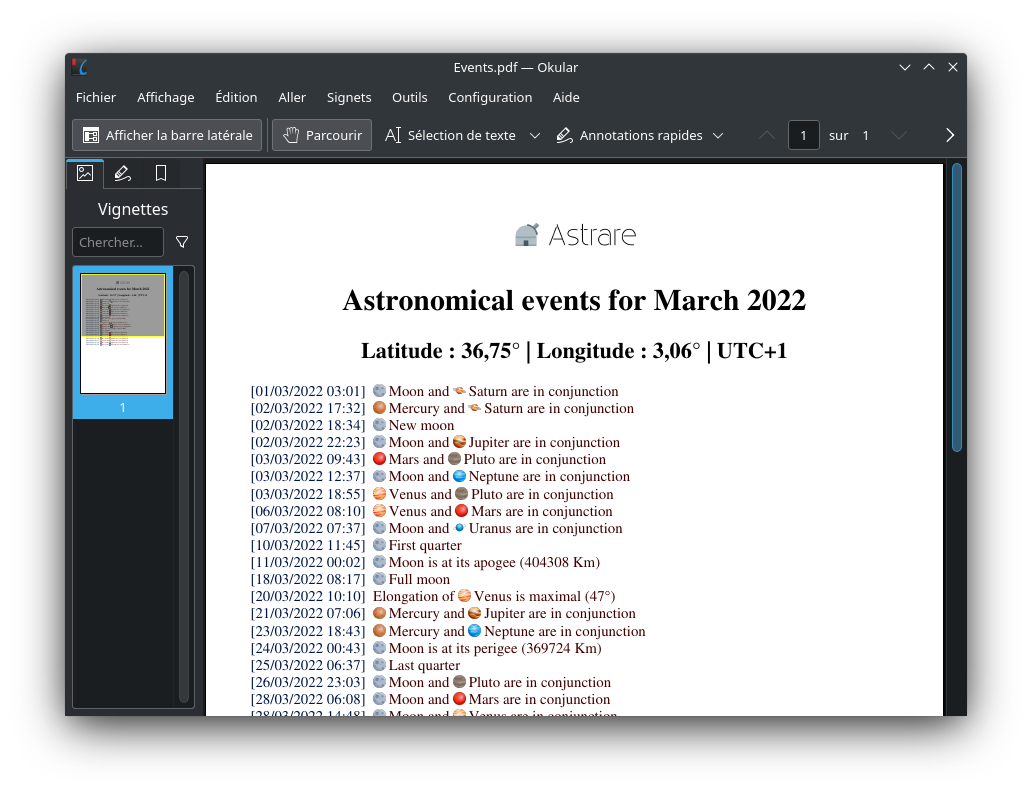 Events.pdf — Okular
Fichier Affichage Édition Aller Signets Outils Configuration Aide
Afficher la barre latérale Parcourir Sélection de texte Annotations rapides 1 sur 1
Vignettes
Chercher...
1
Astrare
Astronomical events for March 2022
Latitude : 36,75° | Longitude : 3,06° | UTC+1
[01/03/2022 03:01] Moon and Saturn are in conjunction
[02/03/2022 17:32] Mercury and Saturn are in conjunction
[02/03/2022 18:34] New moon
[02/03/2022 22:23] Moon and Jupiter are in conjunction
[03/03/2022 09:43] Mars and Pluto are in conjunction
[03/03/2022 12:37] Moon and Neptune are in conjunction
[03/03/2022 18:55] Venus and Pluto are in conjunction
[06/03/2022 08:10] Venus and Mars are in conjunction
[07/03/2022 07:37] Moon and Uranus are in conjunction
[10/03/2022 11:45] First quarter
[11/03/2022 00:02] Moon is at its apogee (404308 Km)
[18/03/2022 08:17] Full moon
[20/03/2022 10:10] Elongation of Venus is maximal (47°)
[21/03/2022 07:06] Mercury and Jupiter are in conjunction
[23/03/2022 18:43] Mercury and Neptune are in conjunction
[24/03/2022 00:43] Moon is at its perigee (369724 Km)
[25/03/2022 06:37] Last quarter
[26/03/2022 23:03] Moon and Pluto are in conjunction
[28/03/2022 06:08] Moon and Mars are in conjunction
[28/03/2022 14:48] Moon and Venus are in conjunction